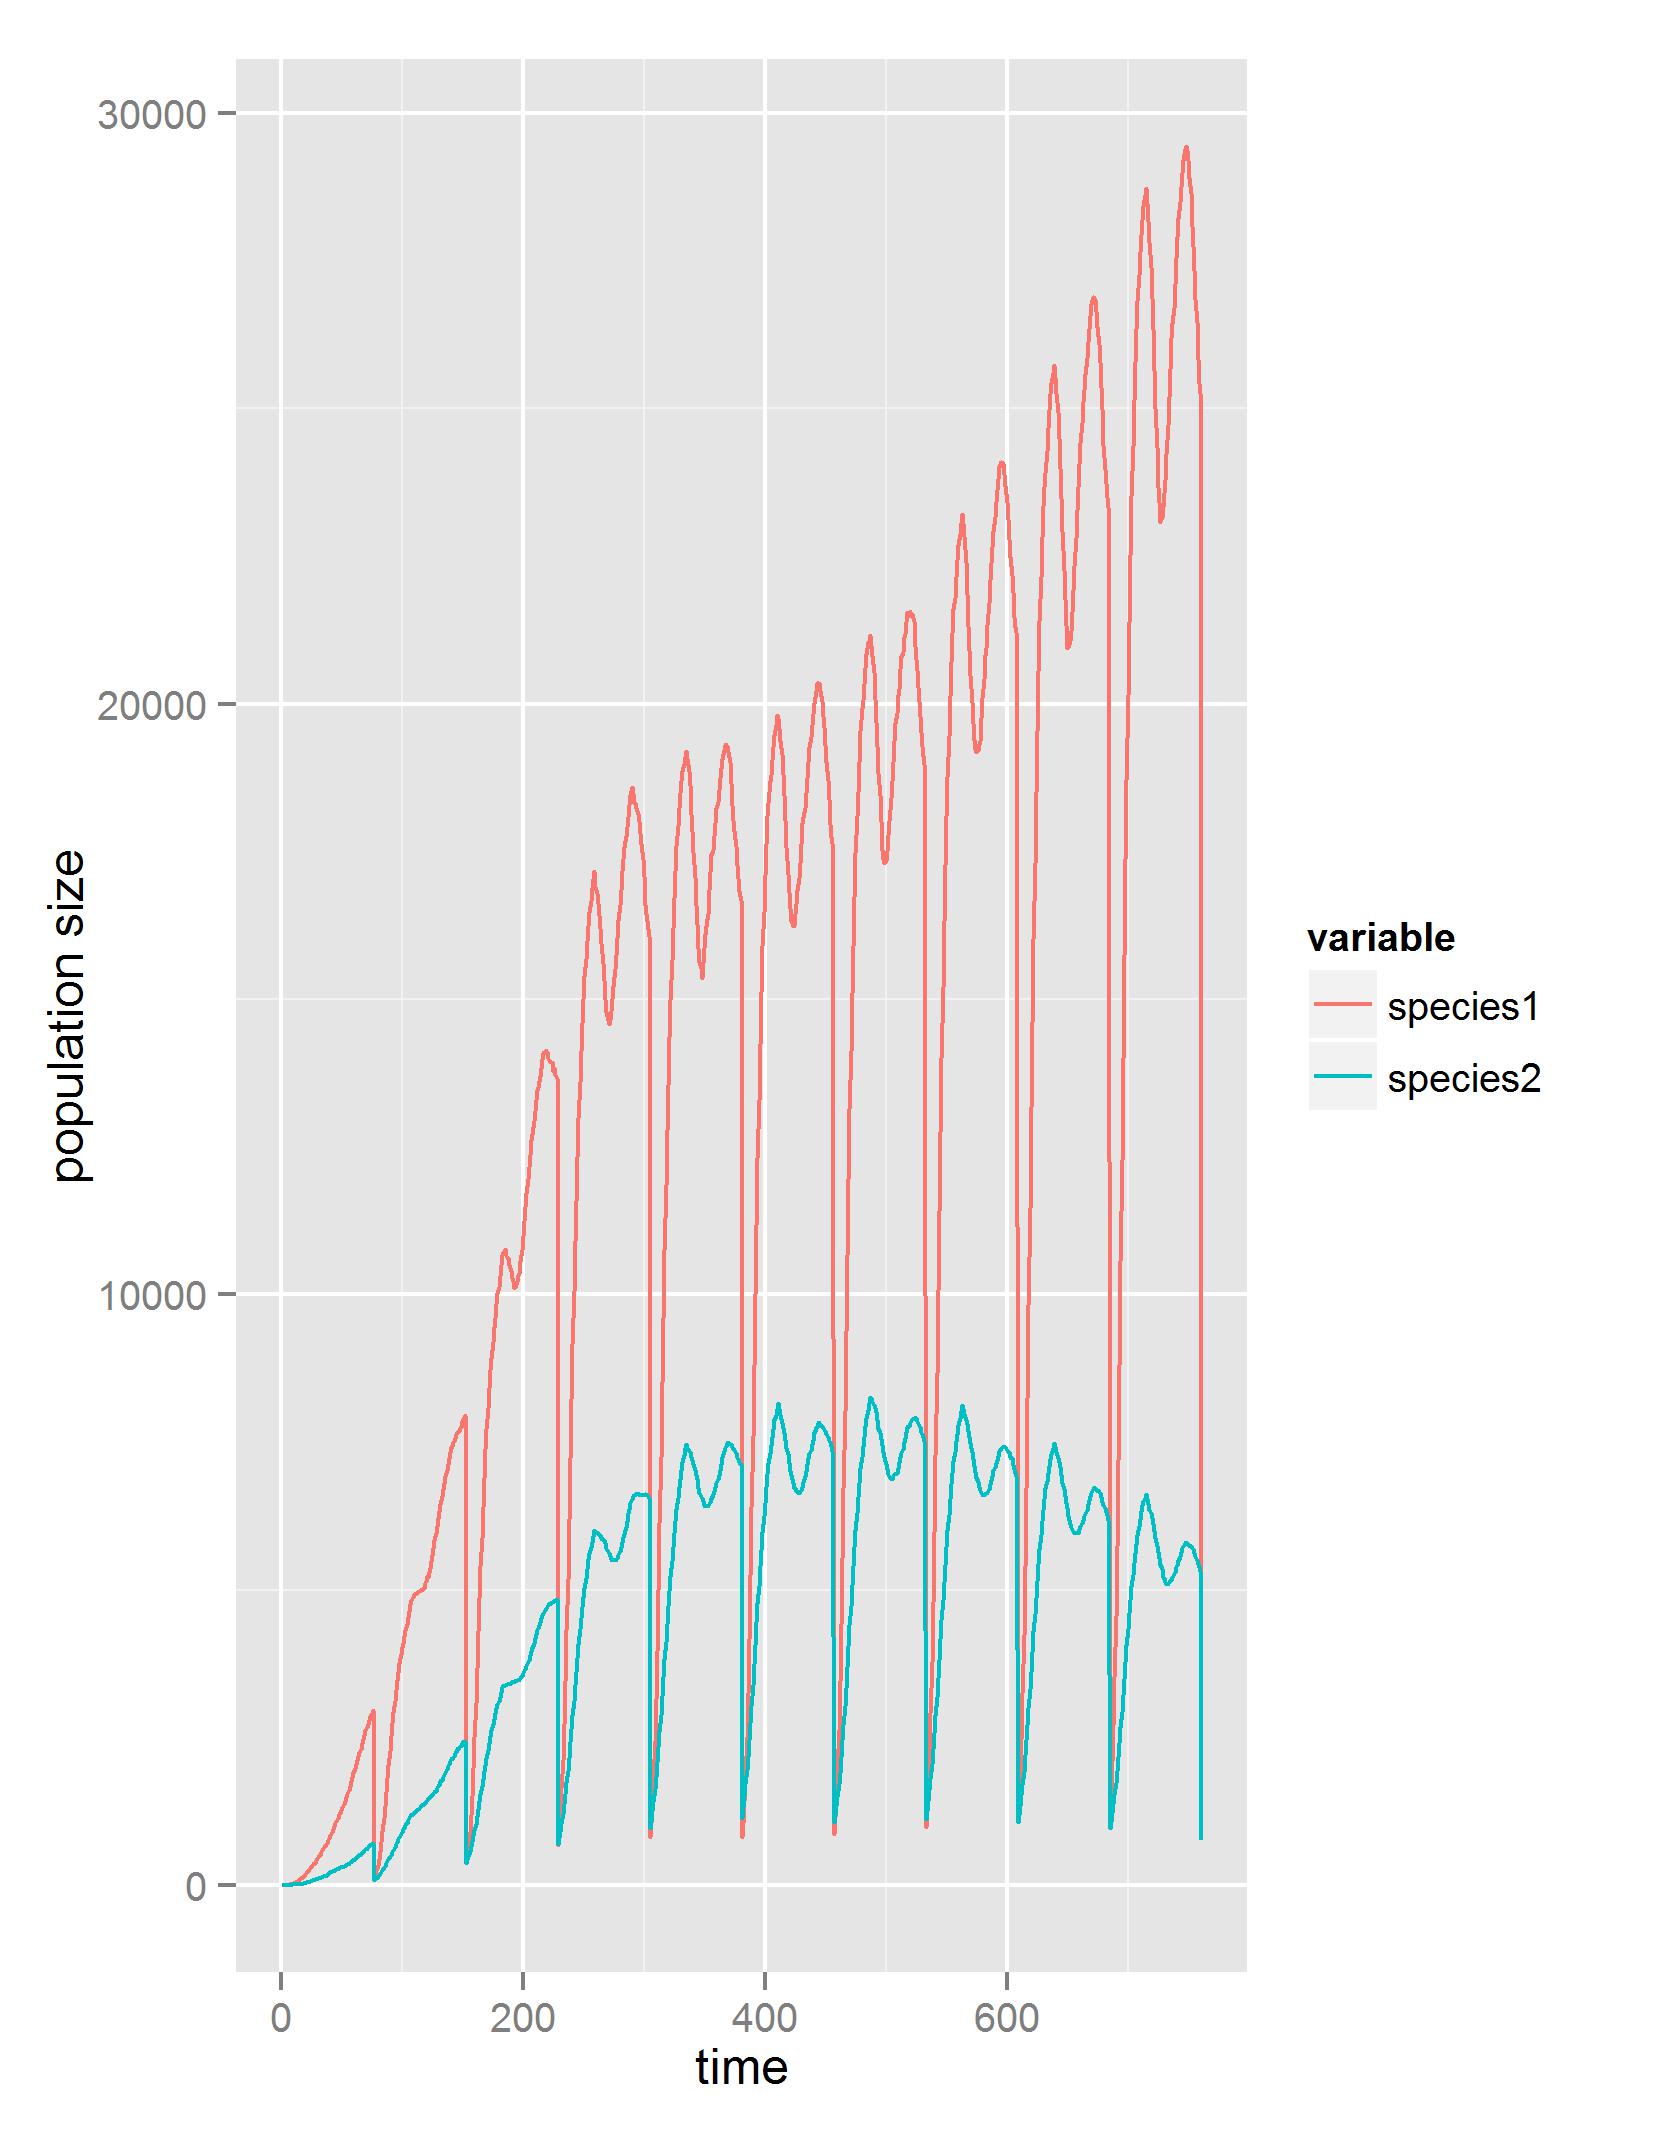 30000
20000
10000
0
population size
0 200 400 600
time
variable
species1
species2